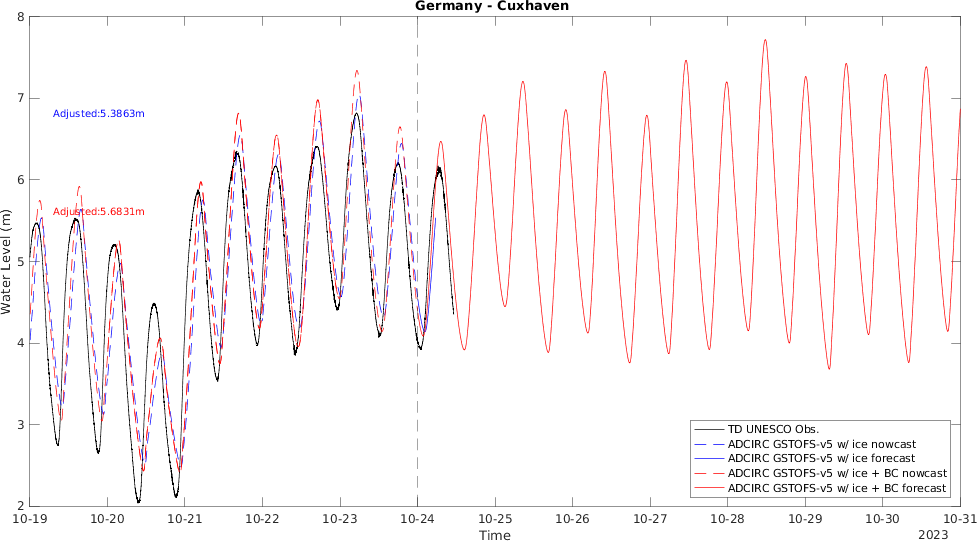 Germany - Cuxhaven
8
7
6
5
4
3
2
Water Level (m)
Adjusted:5.3863m
Adjusted:5.6831m
TD UNESCO Obs.
ADCIRC GSTOFS-v5 w/ ice nowcast
ADCIRC GSTOFS-v5 w/ ice forecast
ADCIRC GSTOFS-v5 w/ ice + BC nowcast
ADCIRC GSTOFS-v5 w/ ice + BC forecast
10-19 10-20 10-21 10-22 10-23 10-24 10-25 10-26 10-27 10-28 10-29 10-30 10-31
Time
2023